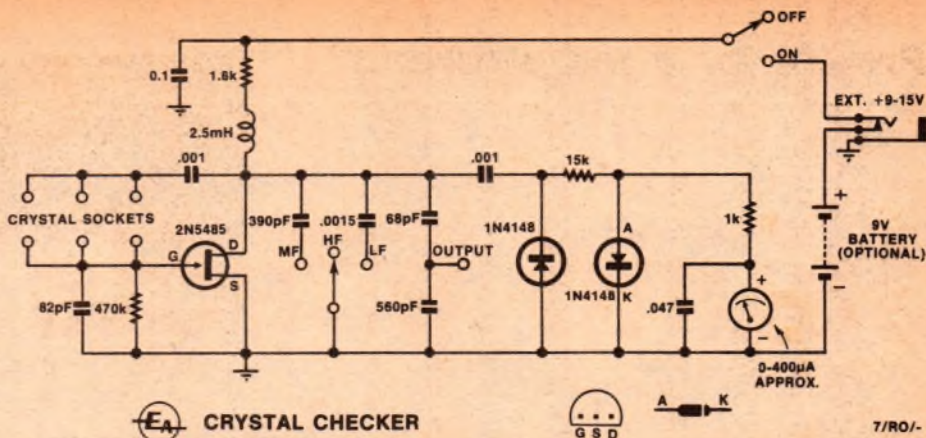 OFF
ON
0.1
1.8k
2.5mH
EXT. +9-15V
.001
.001
15k
CRYSTAL SOCKETS
2N5485
D
G
S
390pF
.0015
68pF
MF
HF
LF
OUTPUT
1N4148
A
1N4148
K
1k
+
9V
BATTERY
(OPTIONAL)
-
82pF
470k
560pF
.047
+
-
0-400µA
APPROX.
EA CRYSTAL CHECKER
G S D
A K
7/RO/-